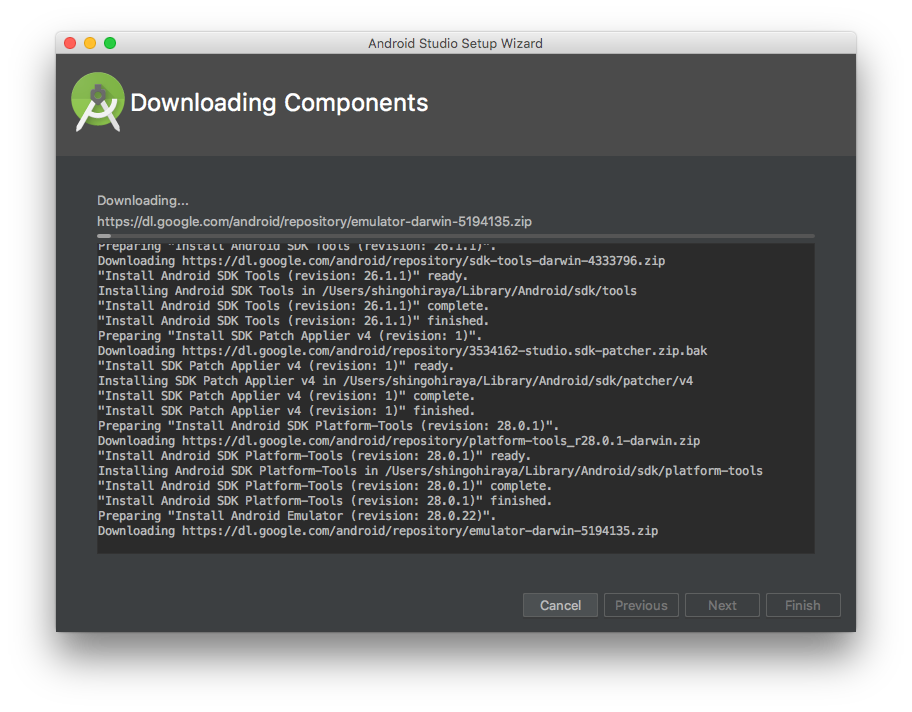 Android Studio Setup Wizard
Downloading Components
Downloading...
https://dl.google.com/android/repository/emulator-darwin-5194135.zip
Preparing "Install Android SDK Tools (revision: 26.1.1)".
Downloading https://dl.google.com/android/repository/sdk-tools-darwin-4333796.zip
"Install Android SDK Tools (revision: 26.1.1)" ready.
Installing Android SDK Tools in /Users/shingohiraya/Library/Android/sdk/tools
"Install Android SDK Tools (revision: 26.1.1)" complete.
"Install Android SDK Tools (revision: 26.1.1)" finished.
Preparing "Install SDK Patch Applier v4 (revision: 1)".
Downloading https://dl.google.com/android/repository/3534162-studio.sdk-patcher.zip.bak
"Install SDK Patch Applier v4 (revision: 1)" ready.
Installing SDK Patch Applier v4 in /Users/shingohiraya/Library/Android/sdk/patcher/v4
"Install SDK Patch Applier v4 (revision: 1)" complete.
"Install SDK Patch Applier v4 (revision: 1)" finished.
Preparing "Install Android SDK Platform-Tools (revision: 28.0.1)".
Downloading https://dl.google.com/android/repository/platform-tools_r28.0.1-darwin.zip
"Install Android SDK Platform-Tools (revision: 28.0.1)" ready.
Installing Android SDK Platform-Tools in /Users/shingohiraya/Library/Android/sdk/platform-tools
"Install Android SDK Platform-Tools (revision: 28.0.1)" complete.
"Install Android SDK Platform-Tools (revision: 28.0.1)" finished.
Preparing "Install Android Emulator (revision: 28.0.22)".
Downloading https://dl.google.com/android/repository/emulator-darwin-5194135.zip
Cancel
Previous
Next
Finish